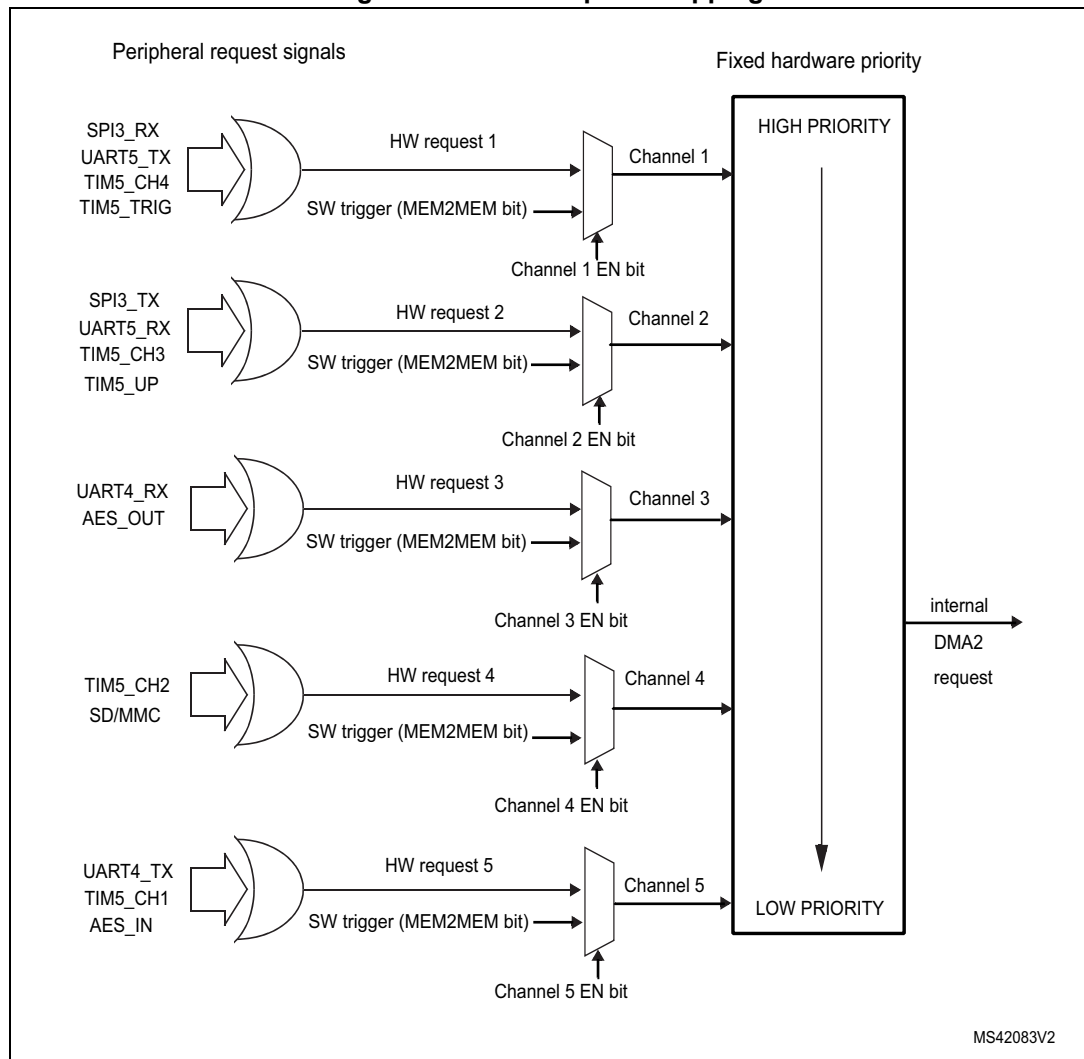 Peripheral request signals
Fixed hardware priority
HIGH PRIORITY
SPI3_RX
UART5_TX
TIM5_CH4
TIM5_TRIG
HW request 1
SW trigger (MEM2MEM bit)
Channel 1
Channel 1 EN bit
SPI3_TX
UART5_RX
TIM5_CH3
TIM5_UP
HW request 2
SW trigger (MEM2MEM bit)
Channel 2
Channel 2 EN bit
UART4_RX
AES_OUT
HW request 3
SW trigger (MEM2MEM bit)
Channel 3
Channel 3 EN bit
internal
DMA2
request
TIM5_CH2
SD/MMC
HW request 4
SW trigger (MEM2MEM bit)
Channel 4
Channel 4 EN bit
UART4_TX
TIM5_CH1
AES_IN
HW request 5
SW trigger (MEM2MEM bit)
Channel 5
Channel 5 EN bit
LOW PRIORITY
MS42083V2